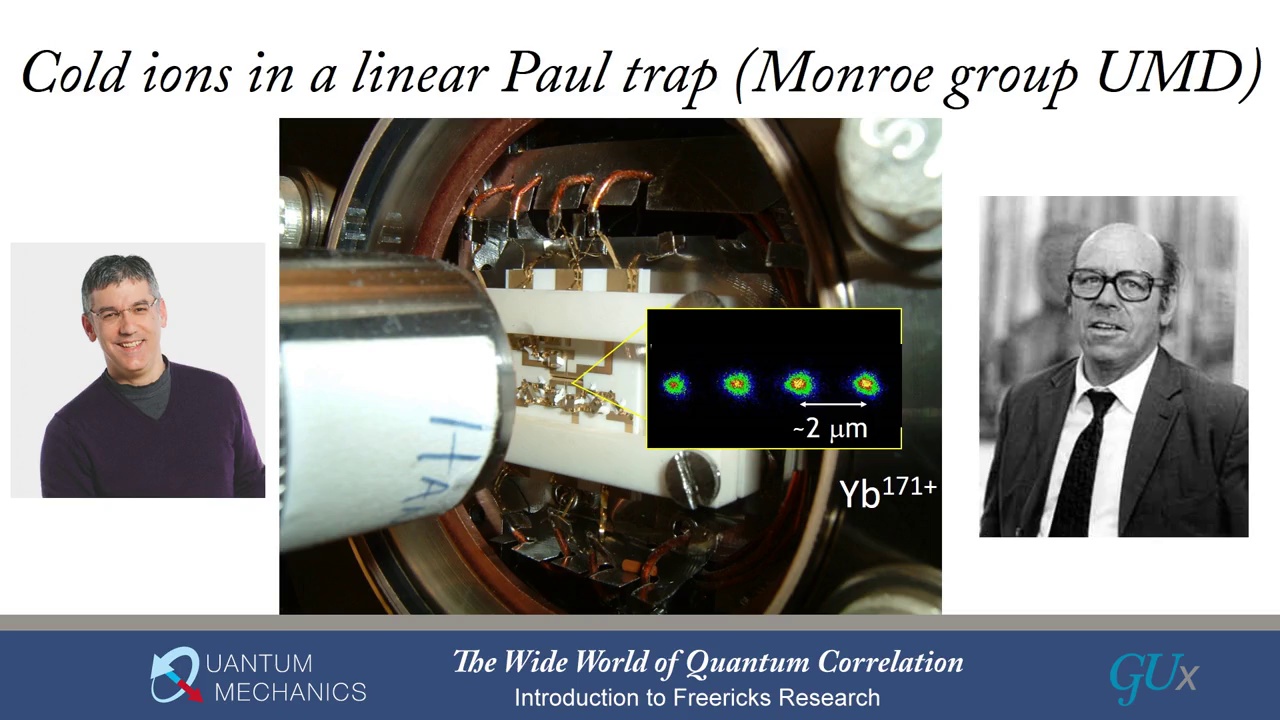 Cold ions in a linear Paul trap (Monroe group UMD)
~2 μm
Yb171+
QUANTUM
MECHANICS
The Wide World of Quantum Correlation
Introduction to Freericks Research
GUx